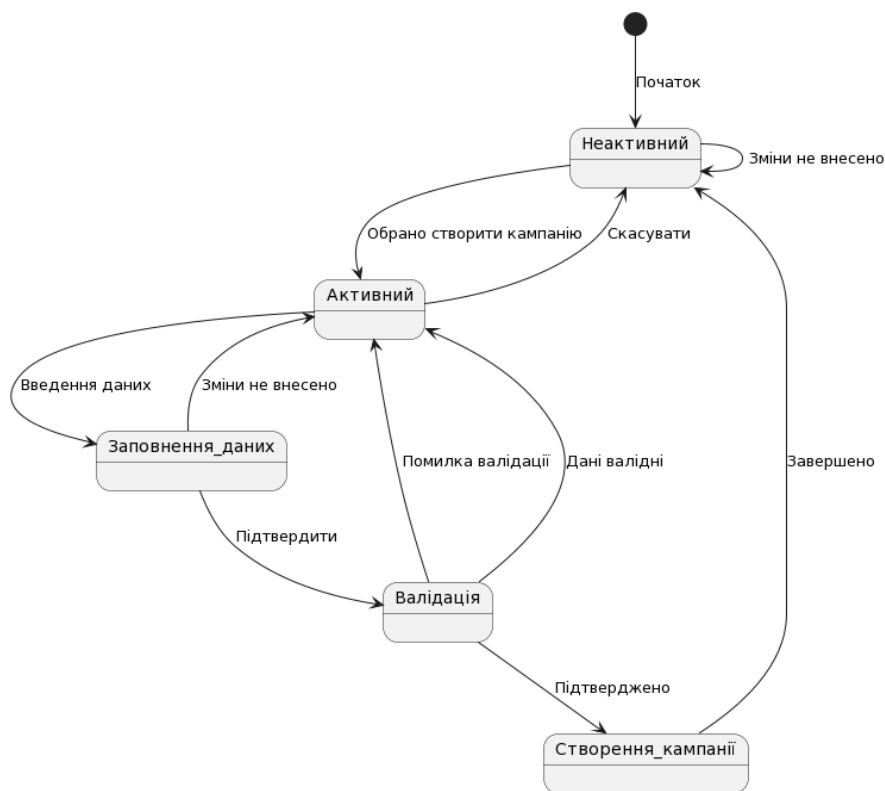 Початок
Неактивний
Зміни не внесено
Обрано створити кампанію
Скасувати
Активний
Введення даних
Зміни не внесено
Заповнення_даних
Помилка валідації
Дані валідні
Завершено
Підтвердити
Валідація
Підтверджено
Створення_кампанії